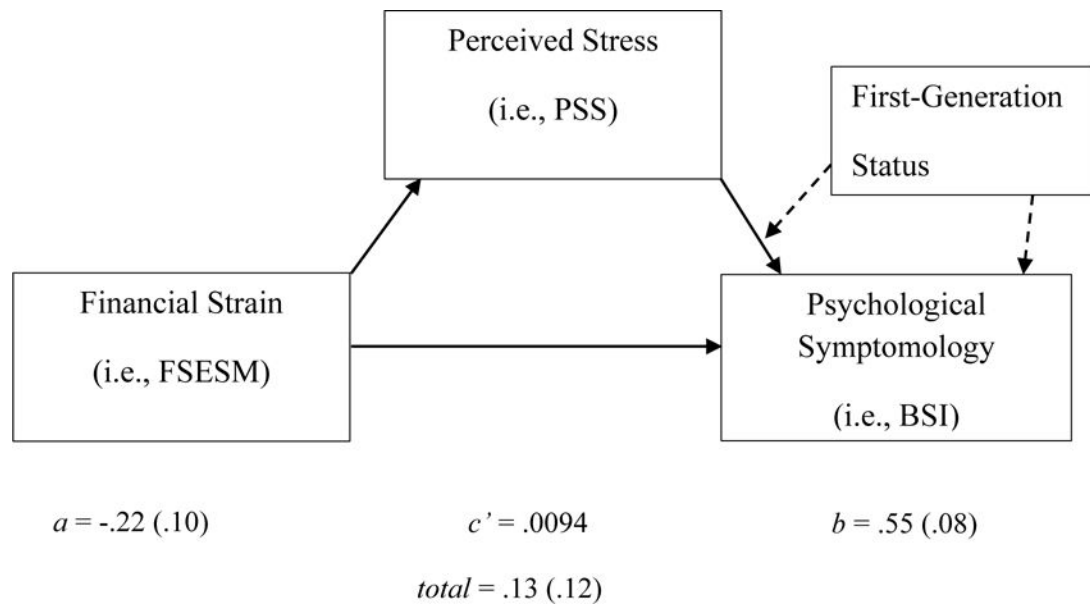 Perceived Stress
(i.e., PSS)
First-Generation
Status
Financial Strain
(i.e., FSESM)
Psychological
Symptomology
(i.e., BSI)
a = -.22 (.10)
c’ = .0094
b = .55 (.08)
total = .13 (.12)